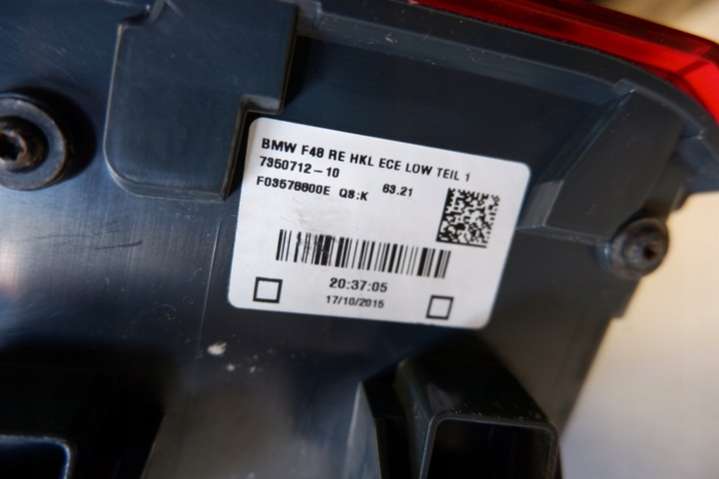 BMW F48 RE HKL ECE LOW TEIL 1
7350712-10
63.21
F03578800E Q8:K
20:37:05
17/10/2015